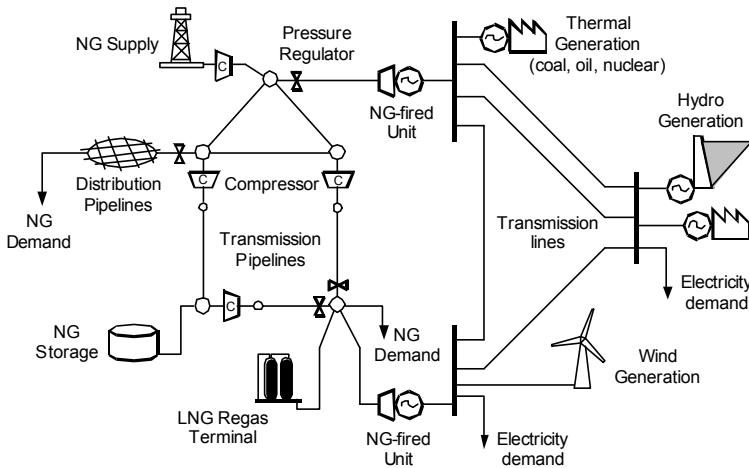 NG Supply
C
Pressure
Regulator
Thermal
Generation
(coal, oil, nuclear)
NG-fired
Unit
Hydro
Generation
Distribution
Pipelines
C
Compressor
C
NG
Demand
Transmission
Pipelines
Transmission
lines
Electricity
demand
NG
Storage
C
NG
Demand
Wind
Generation
LNG Regas
Terminal
NG-fired
Unit
Electricity
demand